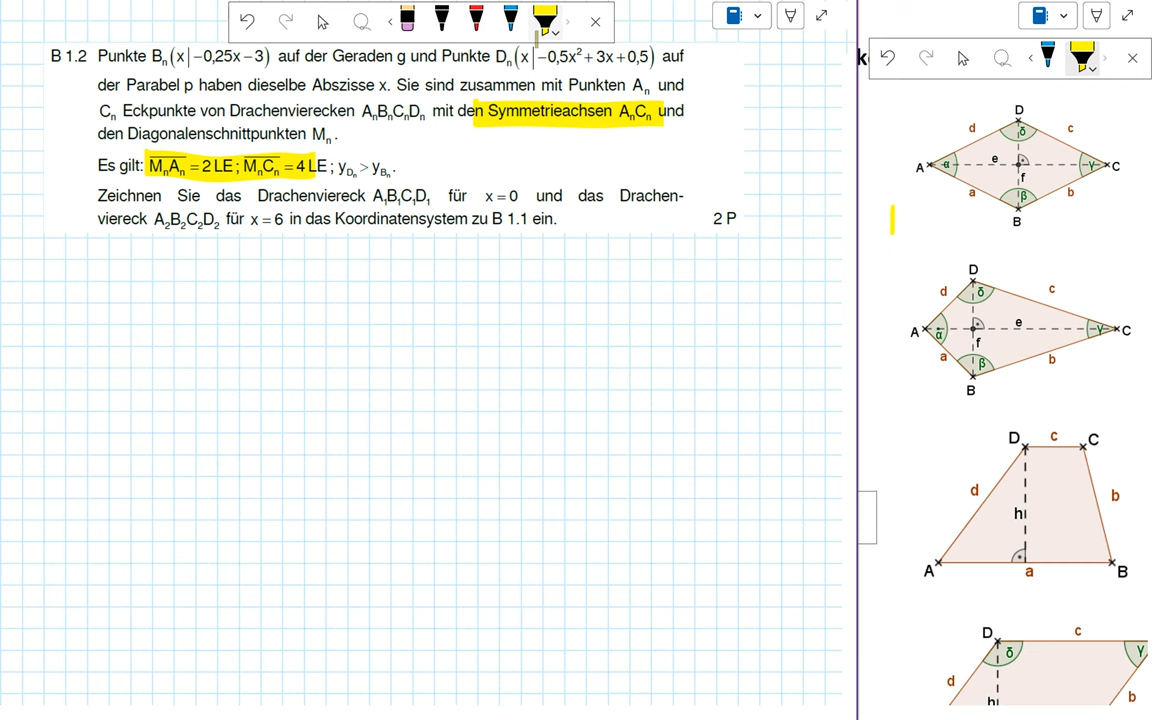 B 1.2 Punkte Bₙ(x|−0,25x−3) auf der Geraden g und Punkte Dₙ(x|−0,5x²+3x+0,5) auf
der Parabel p haben dieselbe Abszisse x. Sie sind zusammen mit Punkten Aₙ und
Cₙ Eckpunkte von Drachenvierecken AₙBₙCₙDₙ mit den Symmetrieachsen AₙCₙ und
den Diagonalenschnittpunkten Mₙ.
Es gilt: MₙAₙ = 2 LE; MₙCₙ = 4 LE; y_Dₙ > y_Bₙ.
Zeichnen Sie das Drachenviereck A₁B₁C₁D₁ für x = 0 und das Drachen-
viereck A₂B₂C₂D₂ für x = 6 in das Koordinatensystem zu B 1.1 ein. 2 P
k
D
d δ c
A α e γ C
f
a β b
B
D
d δ c
A α e γ C
f
a β b
B
D c C
d b
h
A a B
D c
δ γ
d b
h